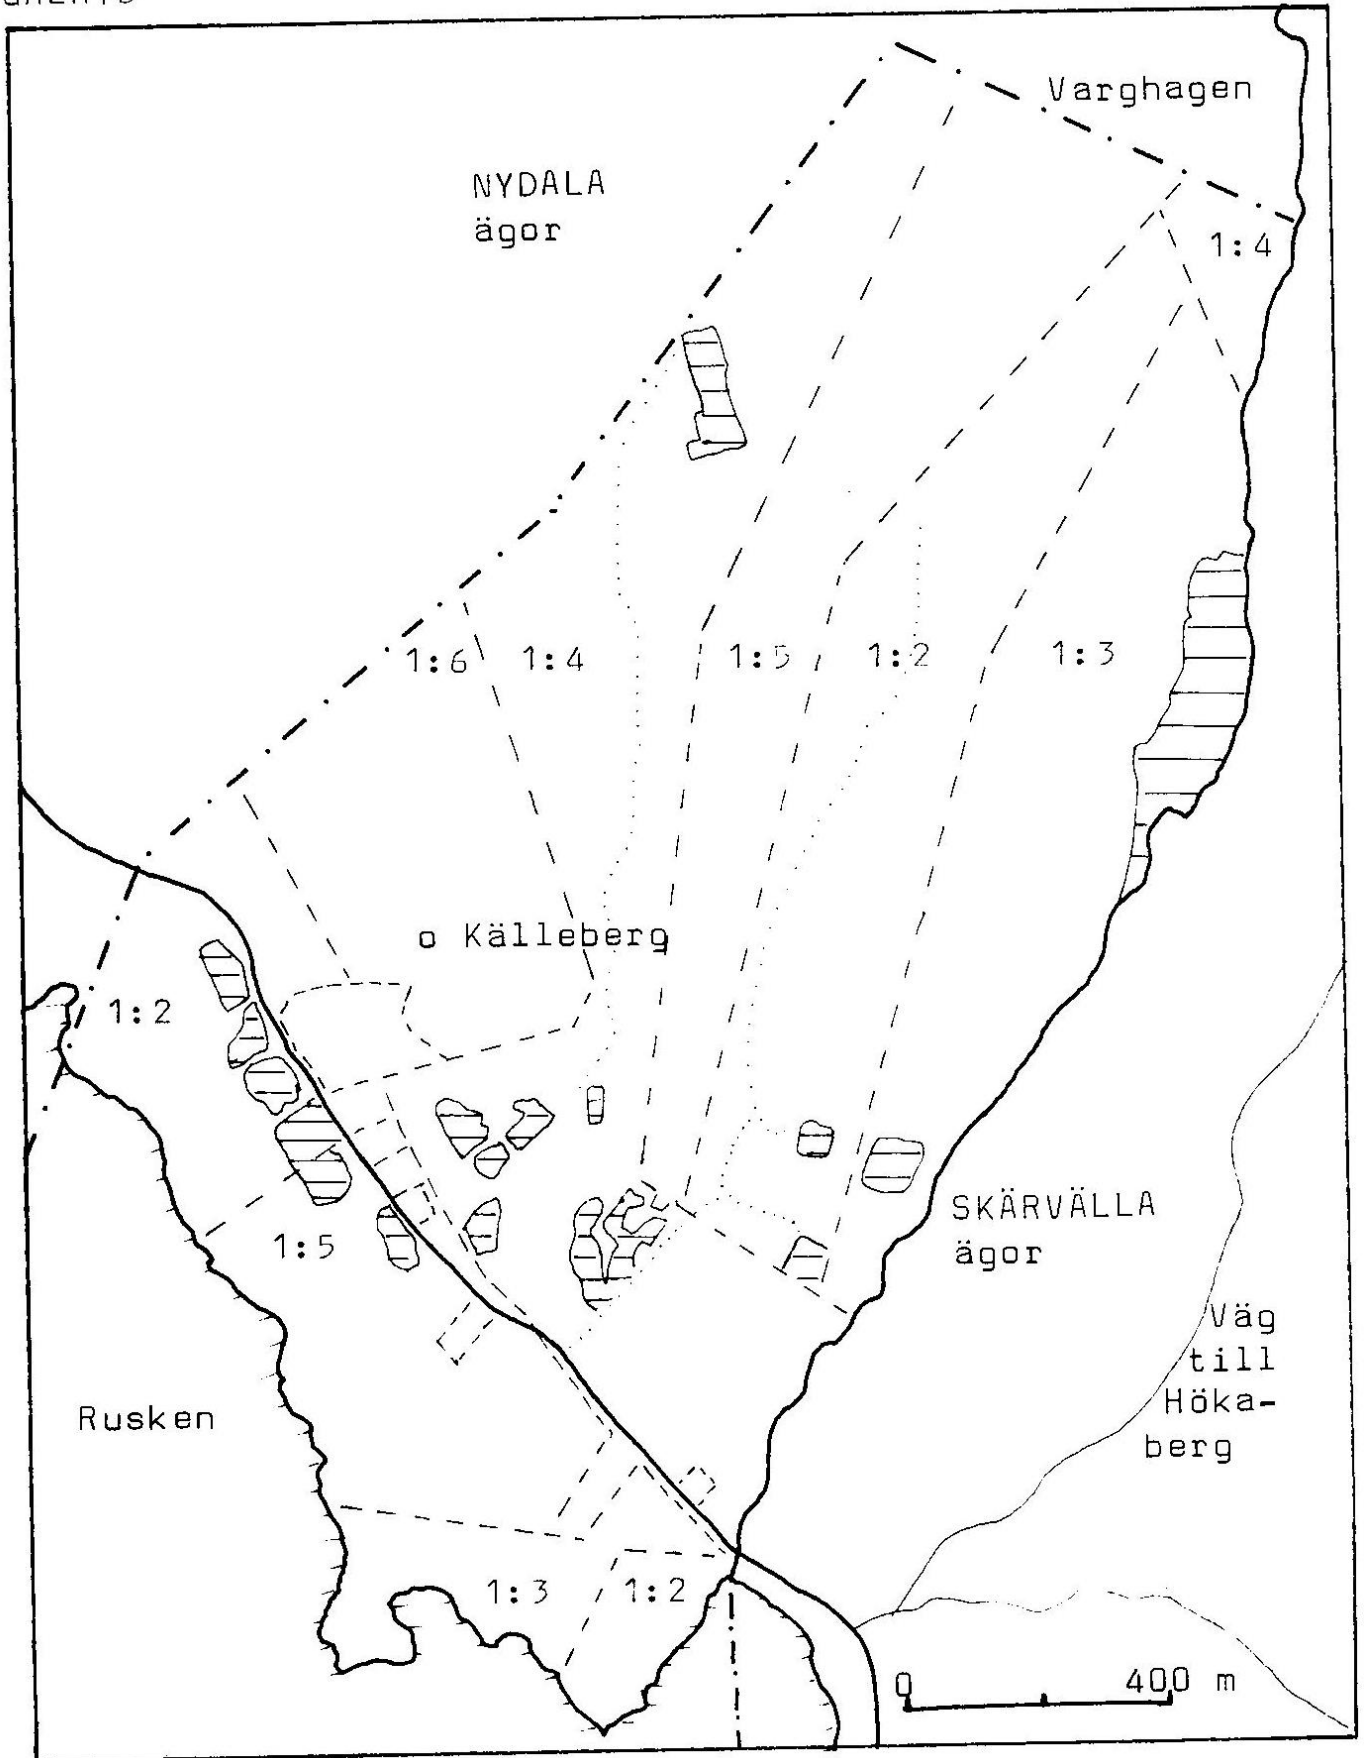 Varghagen
NYDALA
ägor
1:4
1:6
1:4
1:5
1:2
1:3
o Källeberg
1:2
SKÄRVÄLLA
ägor
1:5
Väg
till
Höka-
berg
Rusken
1:3
1:2
0 400 m